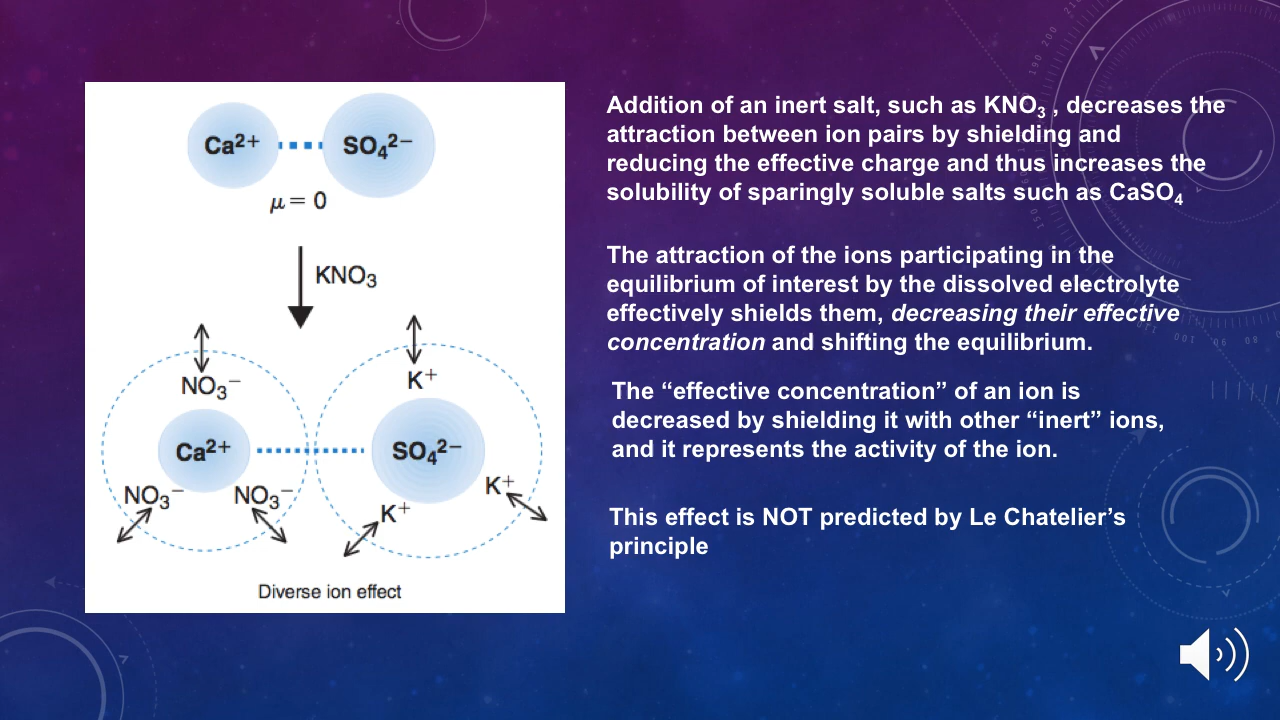 Ca²⁺ SO₄²⁻
μ = 0
KNO₃
NO₃⁻ K⁺
Ca²⁺ SO₄²⁻
NO₃⁻ NO₃⁻ K⁺ K⁺
Diverse ion effect
Addition of an inert salt, such as KNO₃ , decreases the
attraction between ion pairs by shielding and
reducing the effective charge and thus increases the
solubility of sparingly soluble salts such as CaSO₄
The attraction of the ions participating in the
equilibrium of interest by the dissolved electrolyte
effectively shields them, decreasing their effective
concentration and shifting the equilibrium.
The “effective concentration” of an ion is
decreased by shielding it with other “inert” ions,
and it represents the activity of the ion.
This effect is NOT predicted by Le Chatelier’s
principle
190 200 210